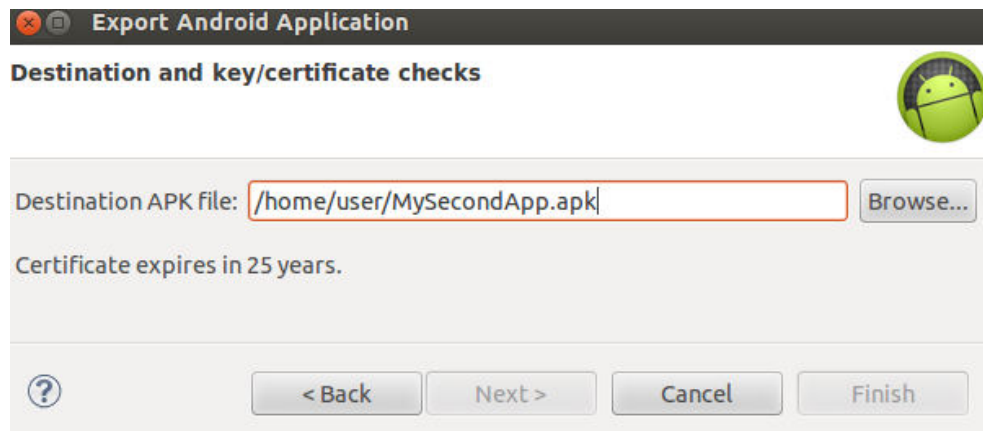 Export Android Application
Destination and key/certificate checks
Destination APK file: /home/user/MySecondApp.apk Browse...
Certificate expires in 25 years.
? < Back Next > Cancel Finish